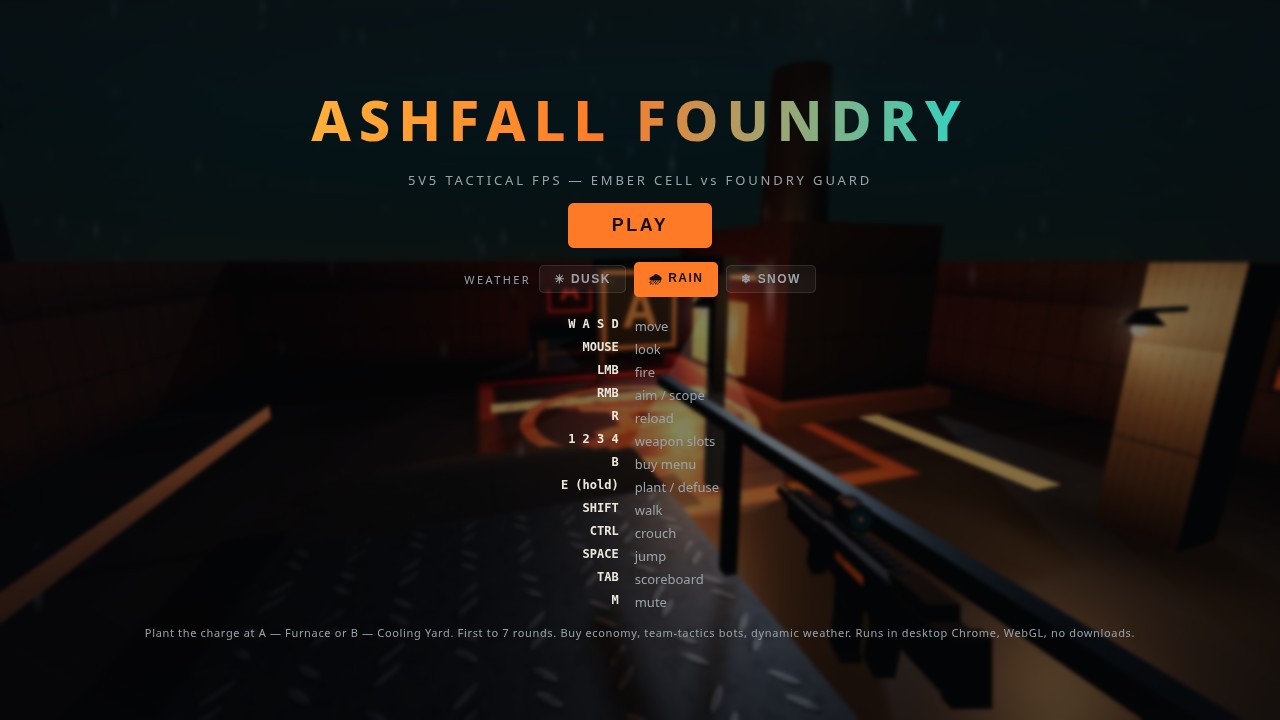 ASHFALL FOUNDRY
5V5 TACTICAL FPS — EMBER CELL vs FOUNDRY GUARD
PLAY
WEATHER ☀ DUSK 🌧 RAIN ❄ SNOW
A A
W A S D move
MOUSE look
LMB fire
RMB aim / scope
R reload
1 2 3 4 weapon slots
B buy menu
E (hold) plant / defuse
SHIFT walk
CTRL crouch
SPACE jump
TAB scoreboard
M mute
Plant the charge at A — Furnace or B — Cooling Yard. First to 7 rounds. Buy economy, team-tactics bots, dynamic weather. Runs in desktop Chrome, WebGL, no downloads.